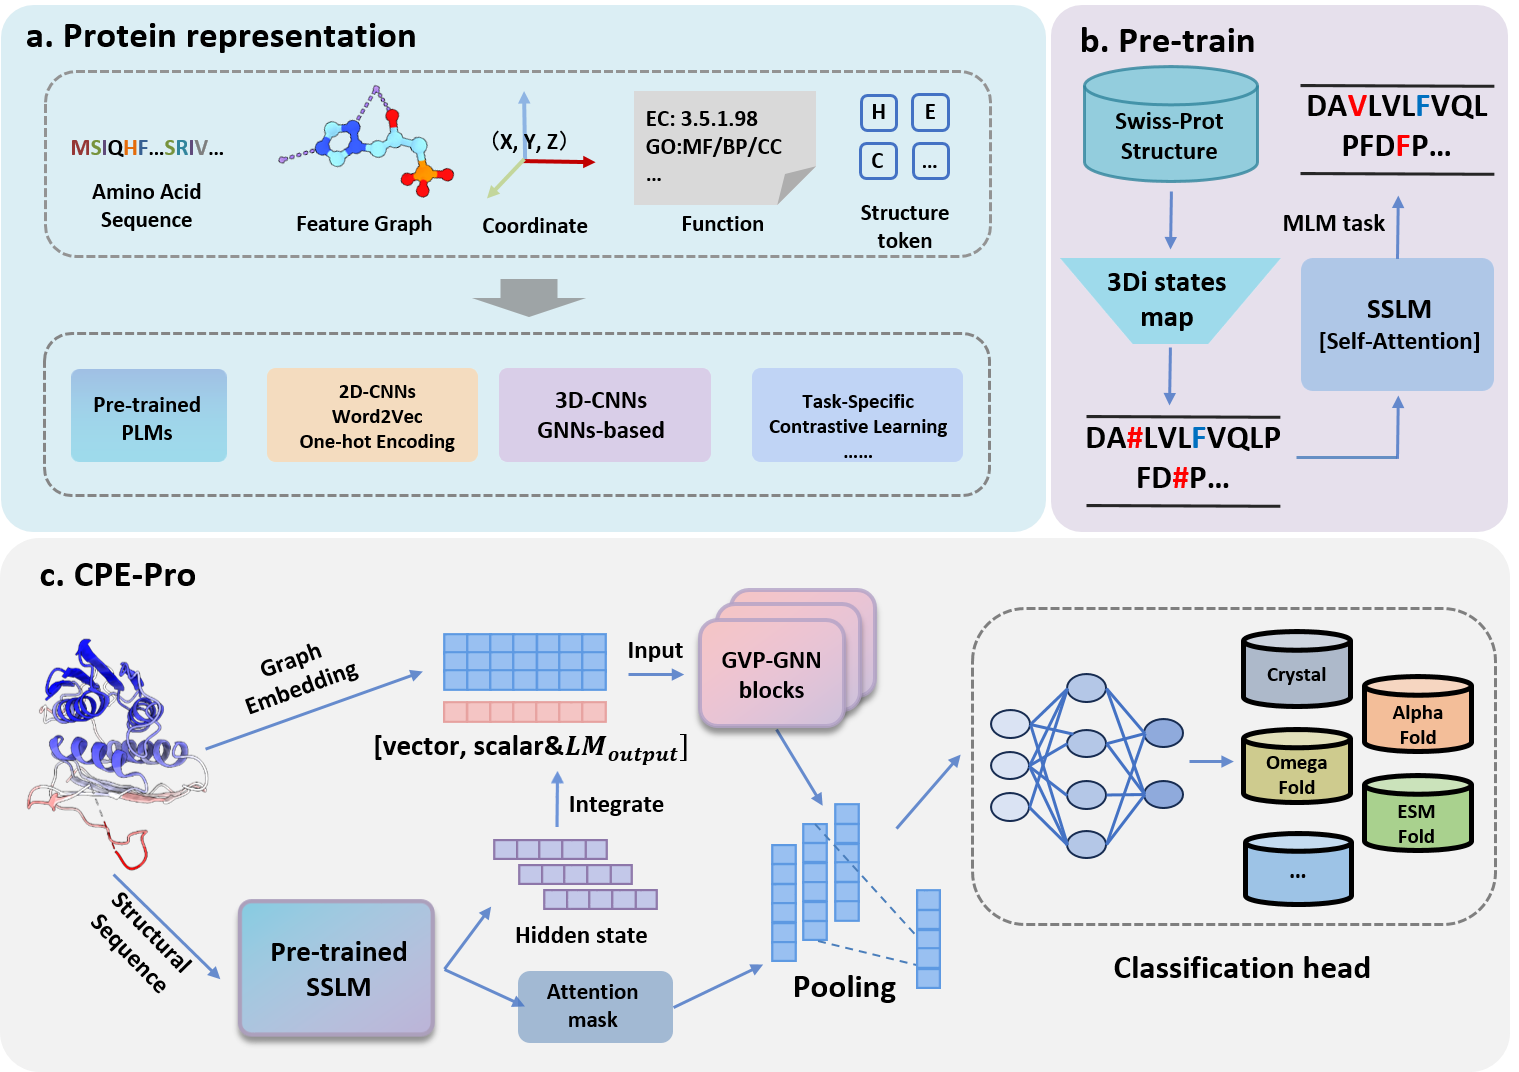 a. Protein representation
MSIQHF...SRIV...
Amino Acid
Sequence
Feature Graph
(X, Y, Z)
Coordinate
EC: 3.5.1.98
GO:MF/BP/CC
...
Function
H
E
C
...
Structure
token
Pre-trained
PLMs
2D-CNNs
Word2Vec
One-hot Encoding
3D-CNNs
GNNs-based
Task-Specific
Contrastive Learning
......
b. Pre-train
Swiss-Prot
Structure
3Di states
map
DA#LVLFVQLP
FD#P...
SSLM
[Self-Attention]
MLM task
DAVLVLFVQL
PFDFP...
c. CPE-Pro
Graph
Embedding
Structural
Sequence
Pre-trained
SSLM
Hidden state
Attention
mask
Integrate
[vector, scalar&LMoutput]
Input
GVP-GNN
blocks
Pooling
Crystal
Alpha
Fold
Omega
Fold
ESM
Fold
...
Classification head